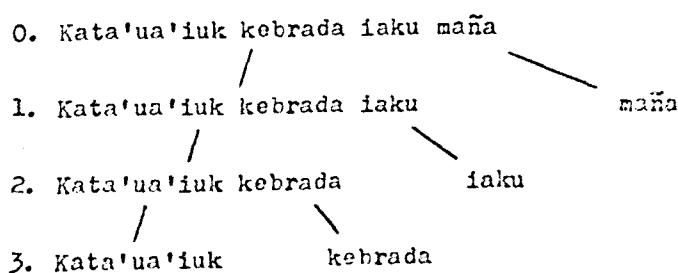 0. Kata'ua'iuk kebrada iaku maña
1. Kata'ua'iuk kebrada iaku maña
2. Kata'ua'iuk kebrada iaku
3. Kata'ua'iuk kebrada